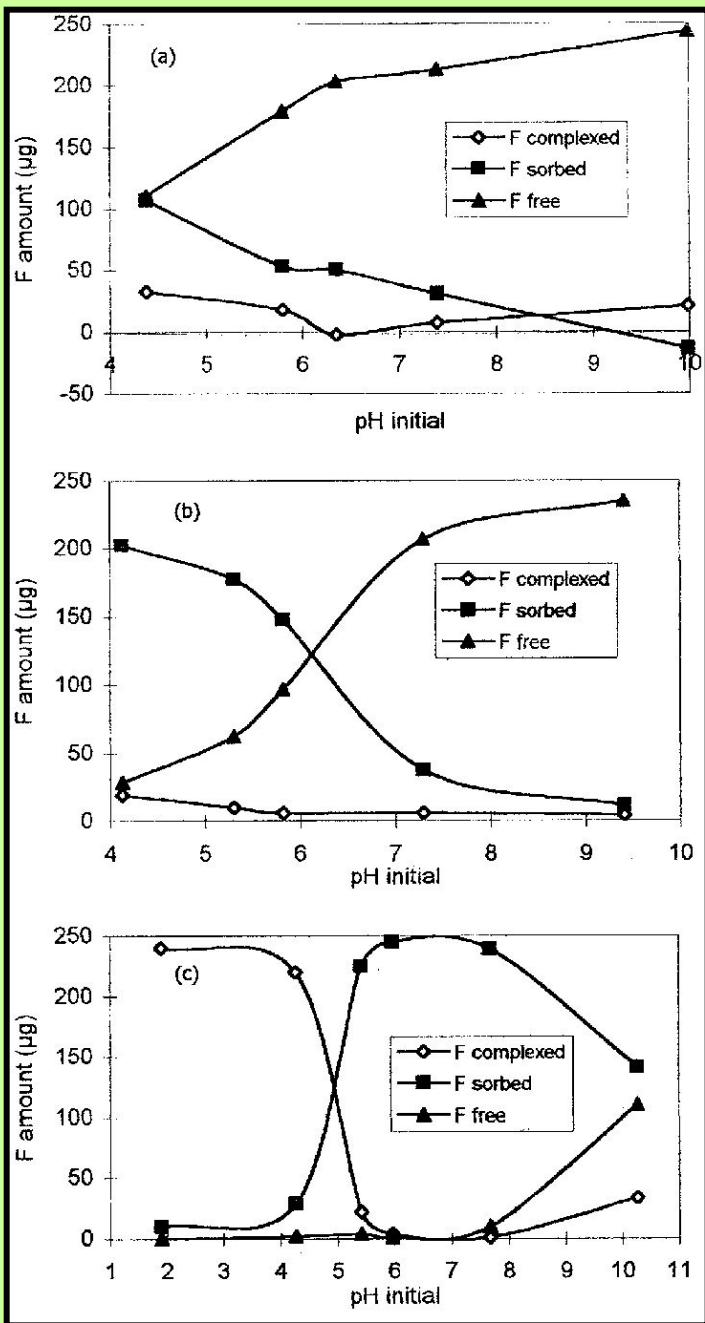 250
(a)
200
150
100
50
0
-50
F amount (µg)
F complexed
F sorbed
F free
4 5 6 7 8 9 10
pH initial
250
(b)
200
150
100
50
0
F amount (µg)
F complexed
F sorbed
F free
4 5 6 7 8 9 10
pH initial
250
(c)
200
150
100
50
0
F amount (µg)
F complexed
F sorbed
F free
1 2 3 4 5 6 7 8 9 10 11
pH initial